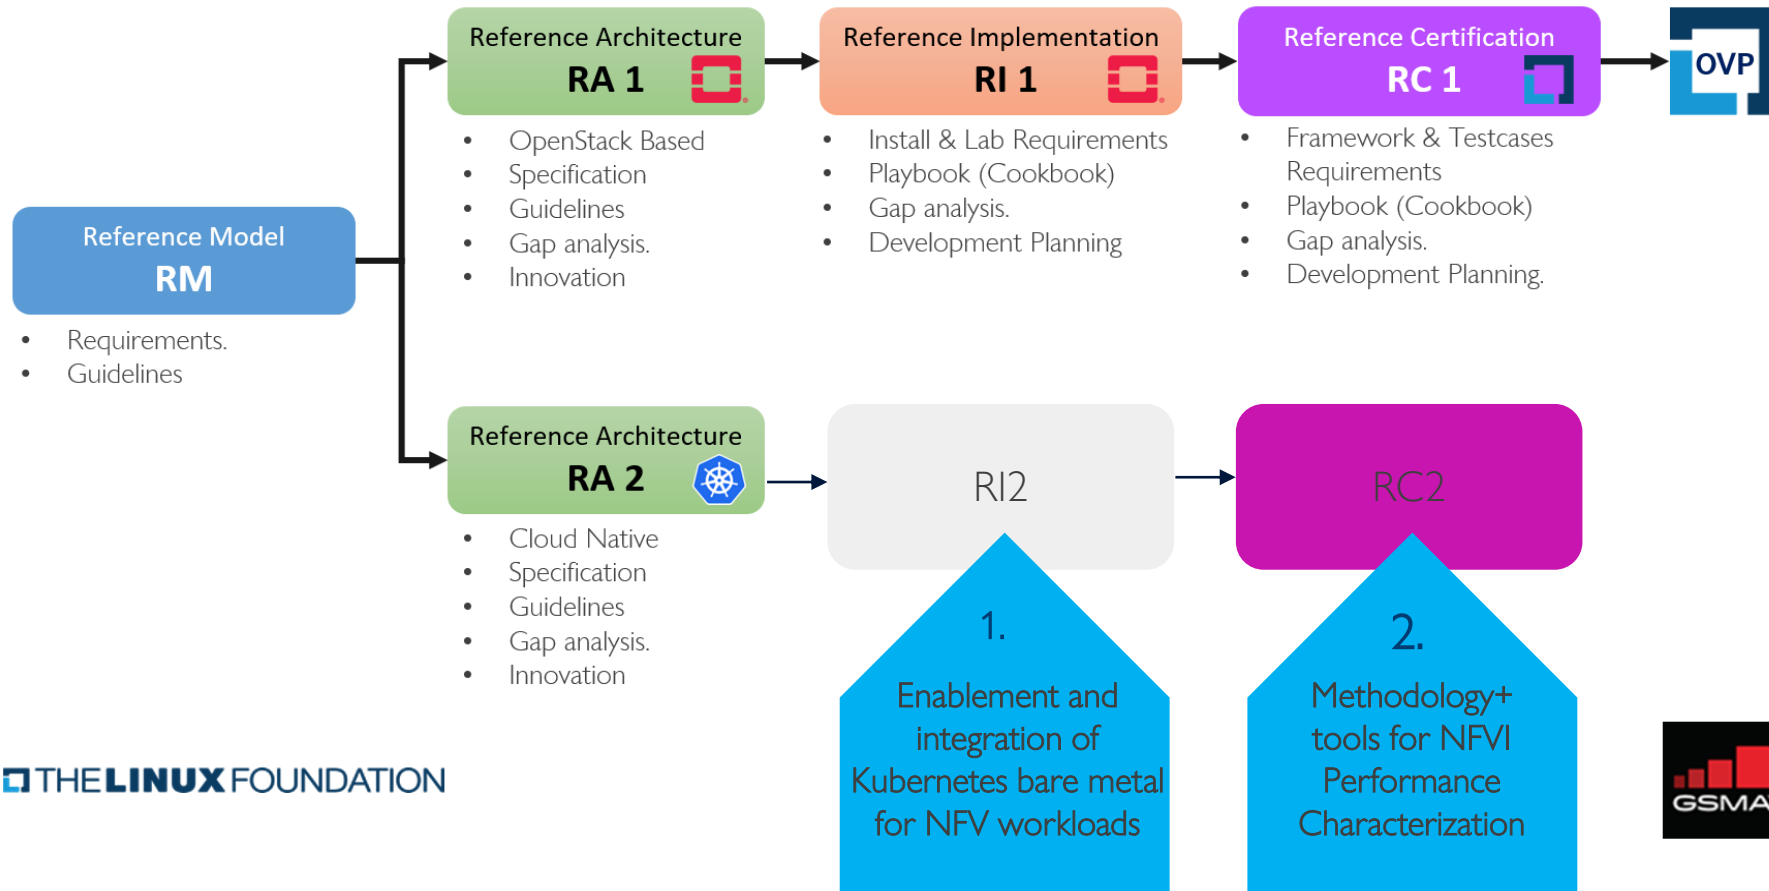 Reference Architecture
RA 1
• OpenStack Based
• Specification
• Guidelines
• Gap analysis.
• Innovation
Reference Implementation
RI 1
• Install & Lab Requirements
• Playbook (Cookbook)
• Gap analysis.
• Development Planning
Reference Certification
RC 1
• Framework & Testcases
Requirements
• Playbook (Cookbook)
• Gap analysis.
• Development Planning.
OVP
Reference Model
RM
• Requirements.
• Guidelines
Reference Architecture
RA 2
• Cloud Native
• Specification
• Guidelines
• Gap analysis.
• Innovation
RI2
1.
Enablement and
integration of
Kubernetes bare metal
for NFV workloads
RC2
2.
Methodology+
tools for NFVI
Performance
Characterization
THE LINUX FOUNDATION
GSMA